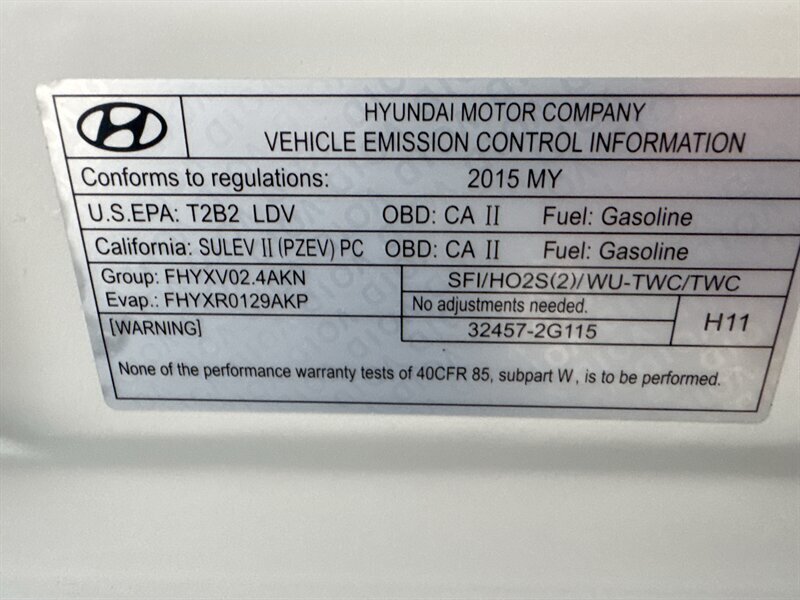 HYUNDAI MOTOR COMPANY
VEHICLE EMISSION CONTROL INFORMATION
Conforms to regulations: 2015 MY
U.S.EPA: T2B2 LDV OBD: CA II Fuel: Gasoline
California: SULEV II (PZEV) PC OBD: CA II Fuel: Gasoline
Group: FHYXV02.4AKN
Evap.: FHYXR0129AKP
SFI/HO2S(2)/WU-TWC/TWC
No adjustments needed.
32457-2G115
H11
[WARNING]
None of the performance warranty tests of 40CFR 85, subpart W, is to be performed.